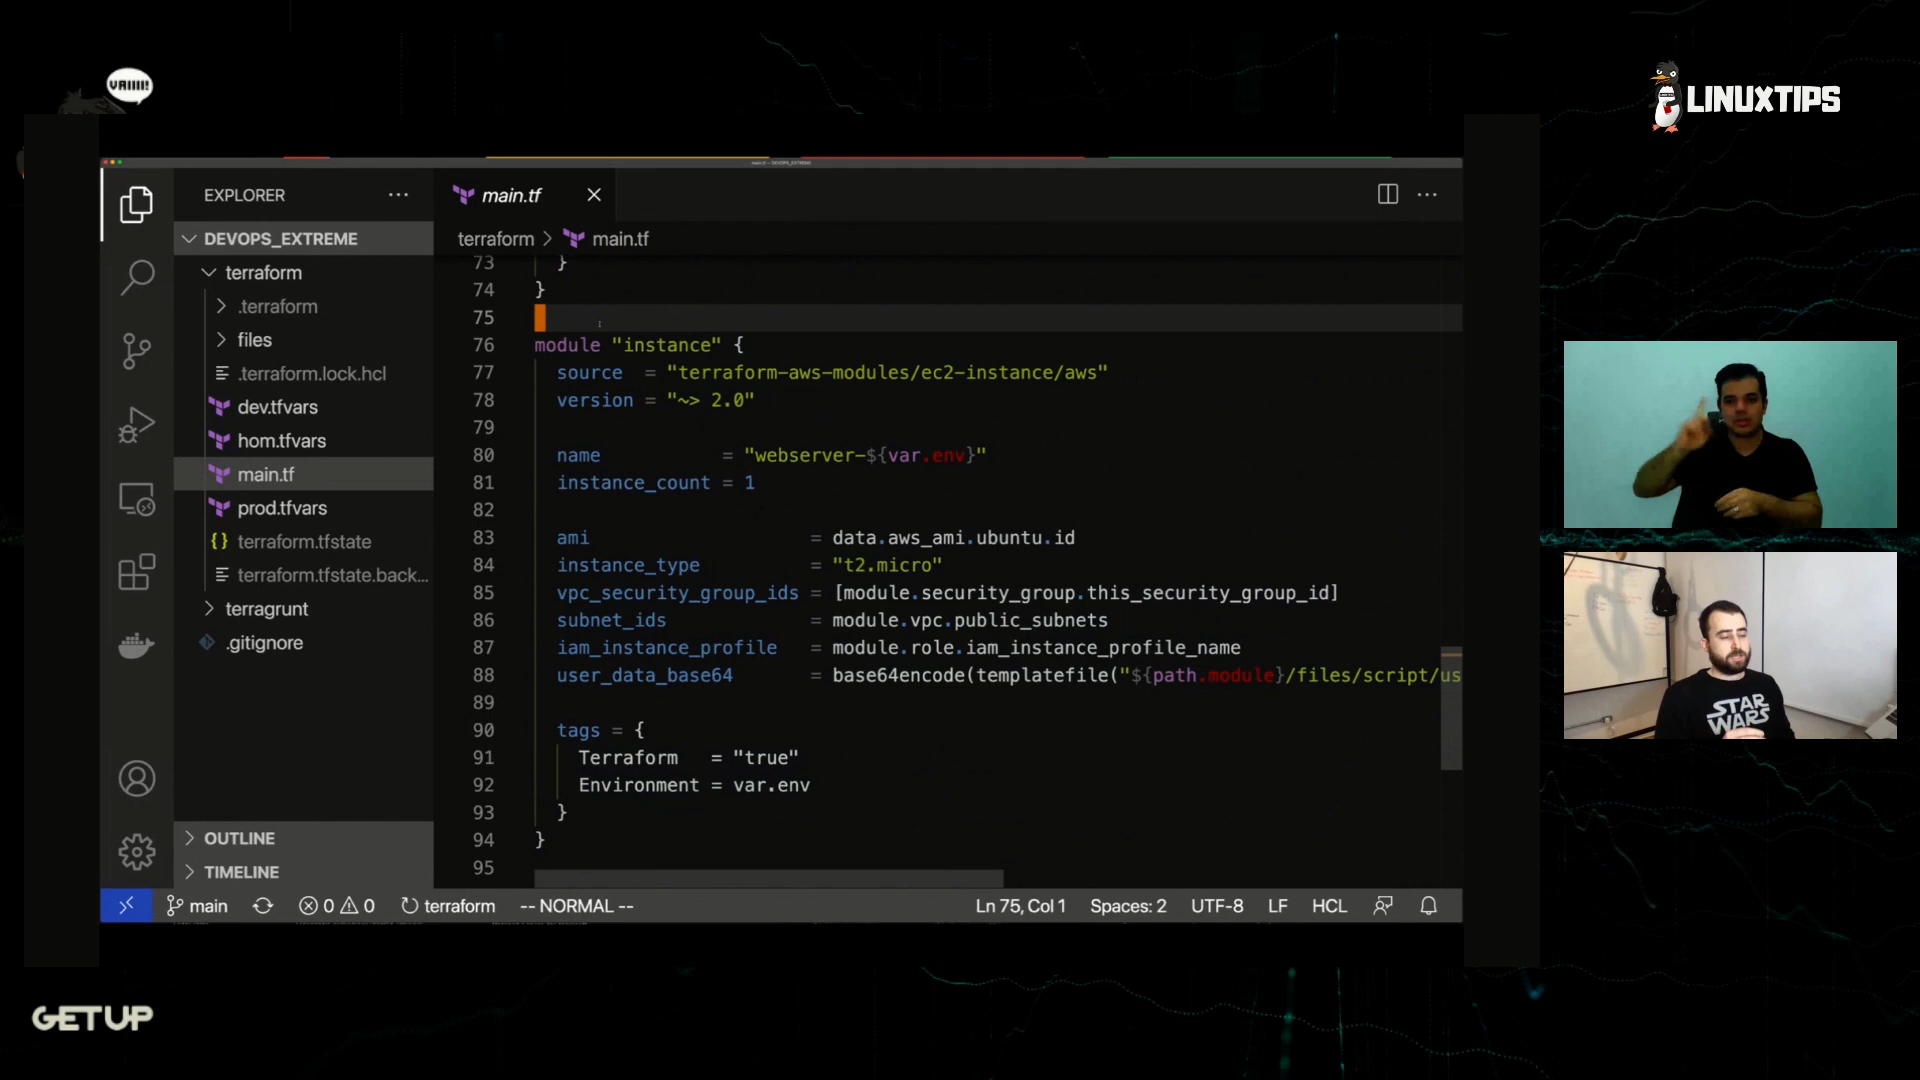 VAIIII!
LINUXTIPS
EXPLORER
main.tf
DEVOPS_EXTREME
terraform > main.tf
terraform
.terraform
files
.terraform.lock.hcl
dev.tfvars
hom.tfvars
main.tf
prod.tfvars
terraform.tfstate
terraform.tfstate.back...
terragrunt
.gitignore
OUTLINE
TIMELINE
73 }
74 }
75
76 module "instance" {
77 source = "terraform-aws-modules/ec2-instance/aws"
78 version = "~> 2.0"
79
80 name = "webserver-${var.env}"
81 instance_count = 1
82
83 ami = data.aws_ami.ubuntu.id
84 instance_type = "t2.micro"
85 vpc_security_group_ids = [module.security_group.this_security_group_id]
86 subnet_ids = module.vpc.public_subnets
87 iam_instance_profile = module.role.iam_instance_profile_name
88 user_data_base64 = base64encode(templatefile("${path.module}/files/script/us
89
90 tags = {
91 Terraform = "true"
92 Environment = var.env
93 }
94 }
95
main 0 0 terraform -- NORMAL -- Ln 75, Col 1 Spaces: 2 UTF-8 LF HCL
STAR
WARS
GETUP